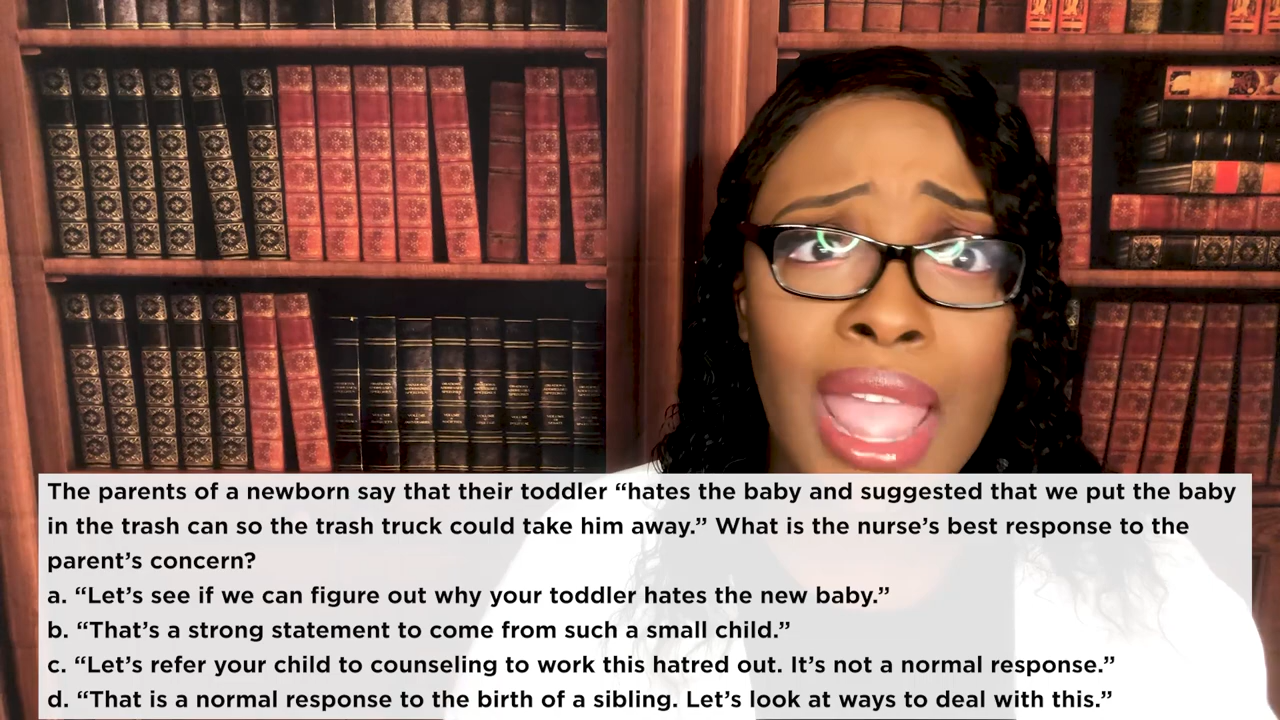 The parents of a newborn say that their toddler “hates the baby and suggested that we put the baby
in the trash can so the trash truck could take him away.” What is the nurse’s best response to the
parent’s concern?
a. “Let’s see if we can figure out why your toddler hates the new baby.”
b. “That’s a strong statement to come from such a small child.”
c. “Let’s refer your child to counseling to work this hatred out. It’s not a normal response.”
d. “That is a normal response to the birth of a sibling. Let’s look at ways to deal with this.”